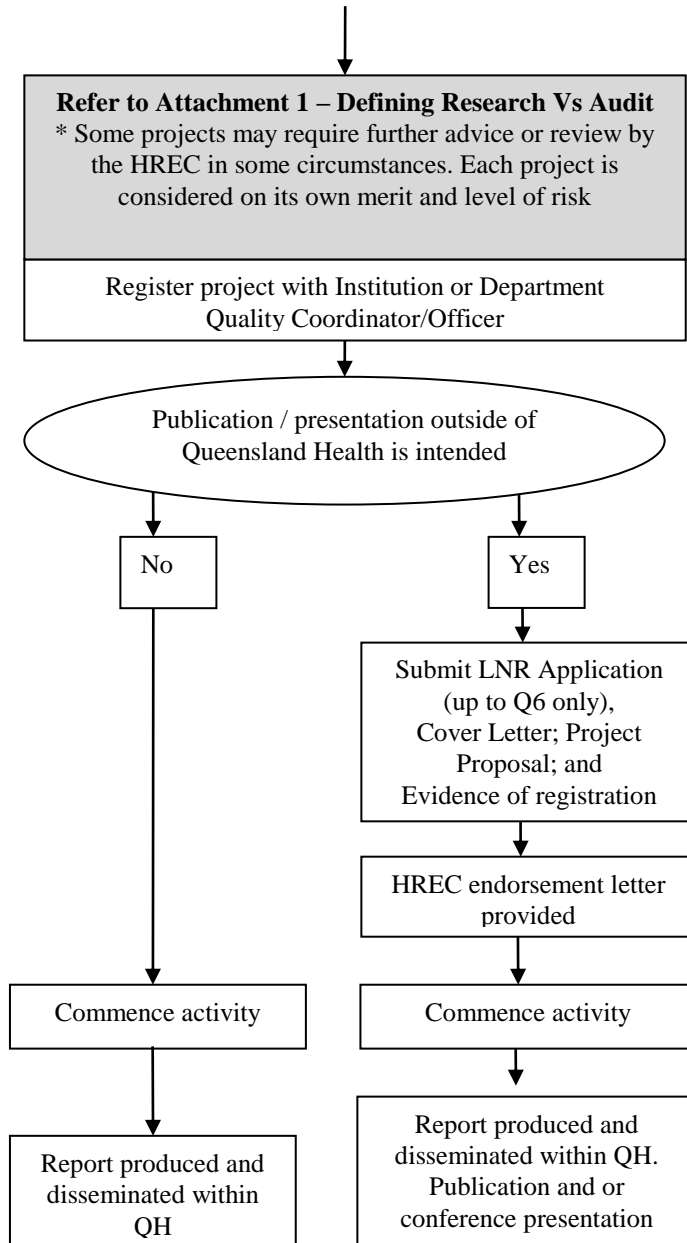 Refer to Attachment 1 – Defining Research Vs Audit
* Some projects may require further advice or review by
the HREC in some circumstances. Each project is
considered on its own merit and level of risk
Register project with Institution or Department
Quality Coordinator/Officer
Publication / presentation outside of
Queensland Health is intended
No
Yes
Submit LNR Application
(up to Q6 only),
Cover Letter; Project
Proposal; and
Evidence of registration
HREC endorsement letter
provided
Commence activity
Commence activity
Report produced and
disseminated within
QH
Report produced and
disseminated within QH.
Publication and or
conference presentation